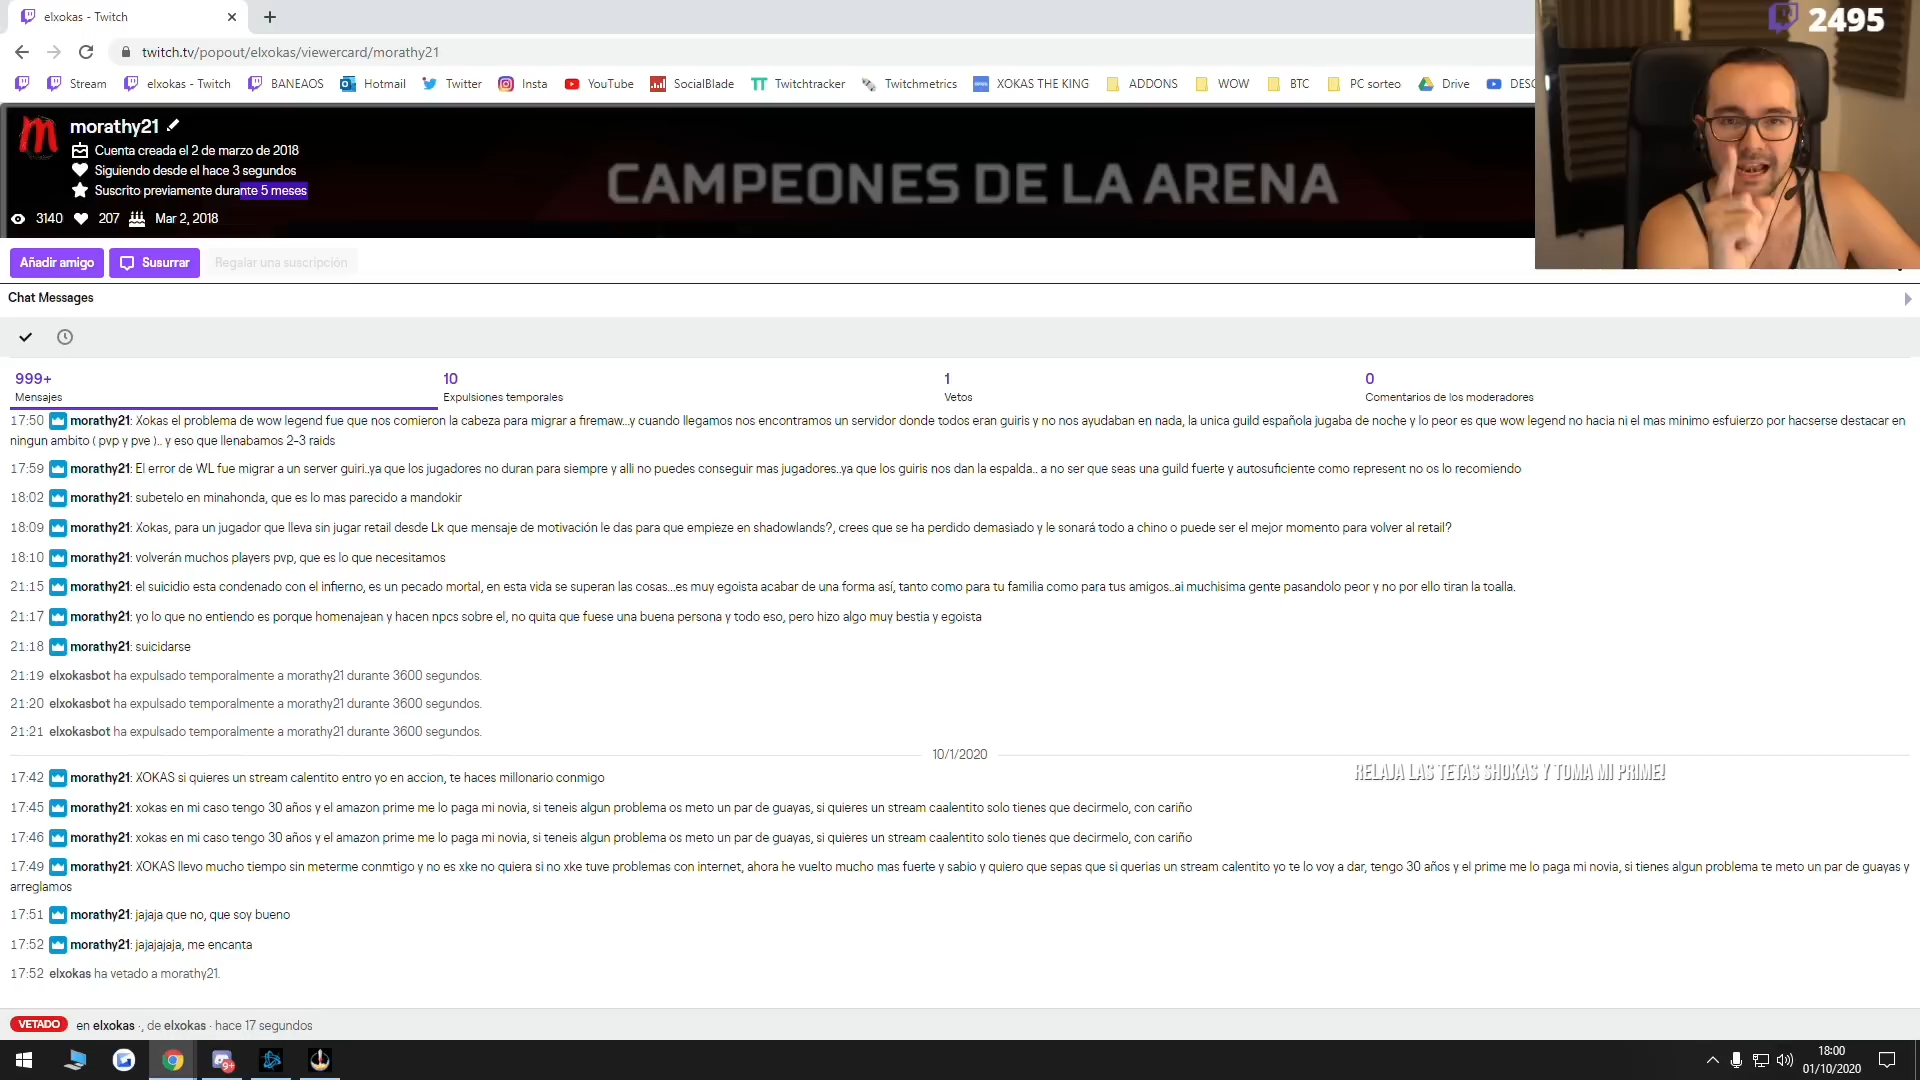 elxokas - Twitch
2495
twitch.tv/popout/elxokas/viewercard/morathy21
Stream
elxokas - Twitch
BANEAOS
Hotmail
Twitter
Insta
YouTube
SocialBlade
Twitchtracker
Twitchmetrics
XOKAS THE KING
ADDONS
WOW
BTC
PC sorteo
Drive
DESC
morathy21
Cuenta creada el 2 de marzo de 2018
Siguiendo desde el hace 3 segundos
Suscrito previamente durante 5 meses
3140 207 Mar 2, 2018
CAMPEONES DE LA ARENA
Añadir amigo
Susurrar
Regalar una suscripción
Chat Messages
999+
Mensajes
10
Expulsiones temporales
1
Vetos
0
Comentarios de los moderadores
17:50 morathy21: Xokas el problema de wow legend fue que nos comieron la cabeza para migrar a firemaw...y cuando llegamos nos encontramos un servidor donde todos eran guiris y no nos ayudaban en nada, la unica guild española jugaba de noche y lo peor es que wow legend no hacia ni el mas minimo esfuierzo por hacserse destacar en
ningun ambito ( pvp y pve ).. y eso que llenabamos 2-3 raids
17:59 morathy21: El error de WL fue migrar a un server guiri..ya que los jugadores no duran para siempre y alli no puedes conseguir mas jugadores..ya que los guiris nos dan la espalda.. a no ser que seas una guild fuerte y autosuficiente como represent no os lo recomiendo
18:02 morathy21: subetelo en minahonda, que es lo mas parecido a mandokir
18:09 morathy21: Xokas, para un jugador que lleva sin jugar retail desde Lk que mensaje de motivación le das para que empieze en shadowlands?, crees que se ha perdido demasiado y le sonará todo a chino o puede ser el mejor momento para volver al retail?
18:10 morathy21: volverán muchos players pvp, que es lo que necesitamos
21:15 morathy21: el suicidio esta condenado con el infierno, es un pecado mortal, en esta vida se superan las cosas...es muy egoista acabar de una forma así, tanto como para tu familia como para tus amigos..ai muchisima gente pasandolo peor y no por ello tiran la toalla.
21:17 morathy21: yo lo que no entiendo es porque homenajean y hacen npcs sobre el, no quita que fuese una buena persona y todo eso, pero hizo algo muy bestia y egoista
21:18 morathy21: suicidarse
21:19 elxokasbot ha expulsado temporalmente a morathy21 durante 3600 segundos.
21:20 elxokasbot ha expulsado temporalmente a morathy21 durante 3600 segundos.
21:21 elxokasbot ha expulsado temporalmente a morathy21 durante 3600 segundos.
10/1/2020
RELAJA LAS TETAS SHOKAS Y TOMA MI PRIME!
17:42 morathy21: XOKAS si quieres un stream calentito entro yo en accion, te haces millonario conmigo
17:45 morathy21: xokas en mi caso tengo 30 años y el amazon prime me lo paga mi novia, si teneis algun problema os meto un par de guayas, si quieres un stream caalentito solo tienes que decirmelo, con cariño
17:46 morathy21: xokas en mi caso tengo 30 años y el amazon prime me lo paga mi novia, si teneis algun problema os meto un par de guayas, si quieres un stream caalentito solo tienes que decirmelo, con cariño
17:49 morathy21: XOKAS llevo mucho tiempo sin meterme conmtigo y no es xke no quiera si no xke tuve problemas con internet, ahora he vuelto mucho mas fuerte y sabio y quiero que sepas que si querias un stream calentito yo te lo voy a dar, tengo 30 años y el prime me lo paga mi novia, si tienes algun problema te meto un par de guayas y
arreglamos
17:51 morathy21: jajaja que no, que soy bueno
17:52 morathy21: jajajajaja, me encanta
17:52 elxokas ha vetado a morathy21.
VETADO en elxokas ·, de elxokas · hace 17 segundos
9+
18:00
01/10/2020